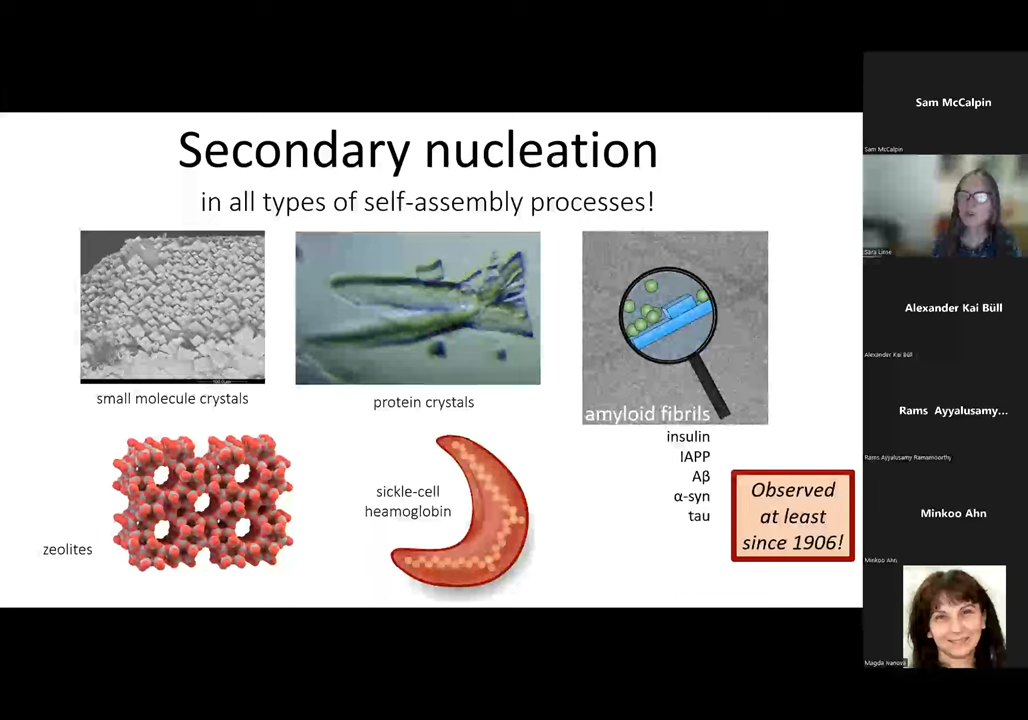 Secondary nucleation
in all types of self-assembly processes!
small molecule crystals
protein crystals
amyloid fibrils
insulin
IAPP
Aβ
α-syn
tau
zeolites
sickle-cell
heamoglobin
Observed
at least
since 1906!
Sam McCalpin
Sam McCalpin
Sara Linse
Alexander Kai Büll
Alexander Kai Büll
Rams Ayyalusamy...
Rams Ayyalusamy Ramamoorthy
Minkoo Ahn
Minkoo Ahn
Magda Ivanova